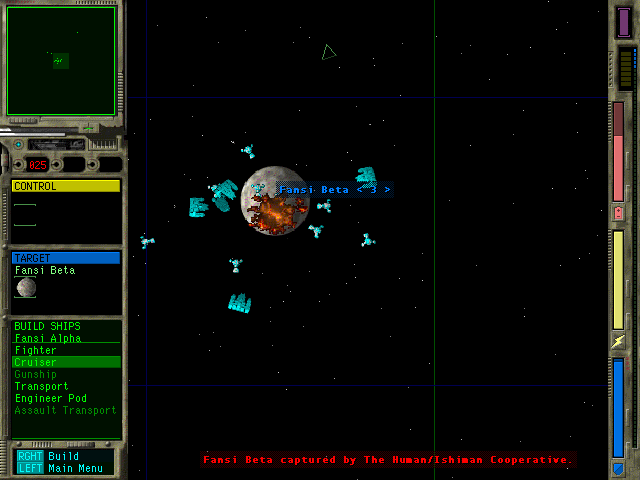 025
CONTROL
TARGET
Fansi Beta
BUILD SHIPS
Fansi Alpha
Fighter
Cruiser
Gunship
Transport
Engineer Pod
Assault Transport
RGHT Build
LEFT Main Menu
Fansi Beta < 3 >
Fansi Beta captured by The Human/Ishiman Cooperative.